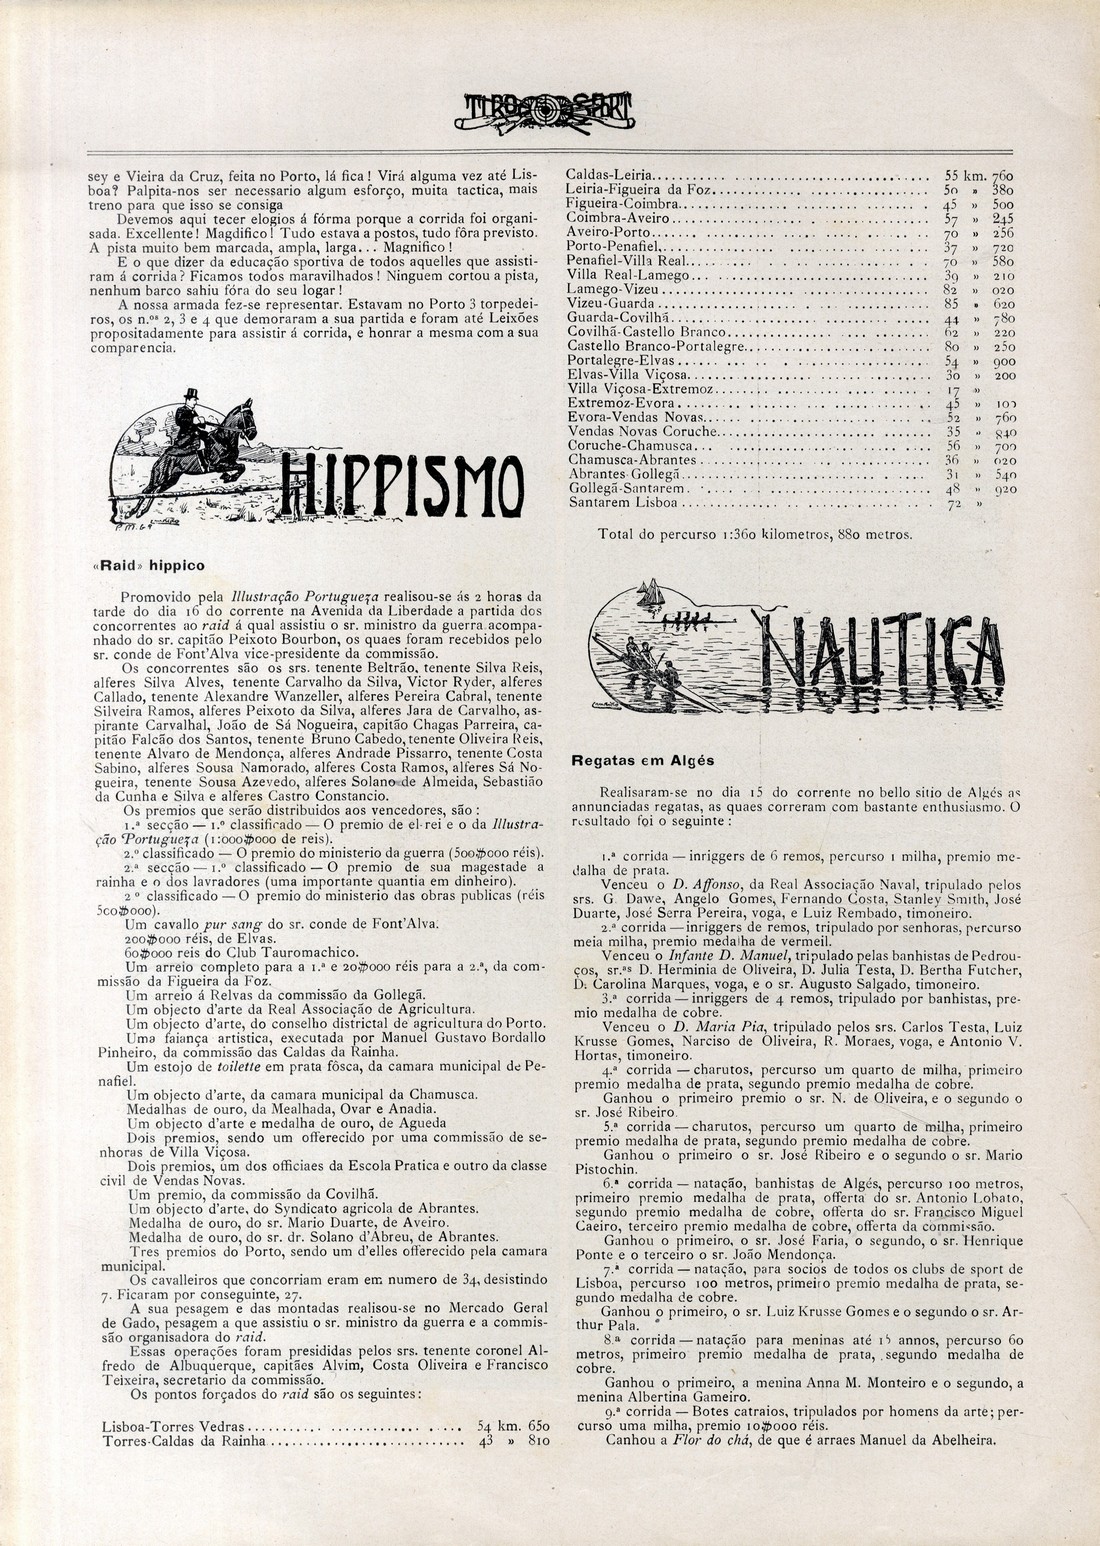 TIRO E SPORT
sey e Vieira da Cruz, feita no Porto, lá fica! Virá alguma vez até Lis-
boa? Palpita-nos ser necessario algum esforço, muita tactica, mais
treno para que isso se consiga
Devemos aqui tecer elogios á fórma porque a corrida foi organi-
sada. Excellente! Magdifico! Tudo estava a postos, tudo fôra previsto.
A pista muito bem marcada, ampla, larga... Magnifico!
E o que dizer da educação sportiva de todos aquelles que assisti-
ram á corrida? Ficamos todos maravilhados! Ninguem cortou a pista,
nenhum barco sahiu fóra do seu logar!
A nossa armada fez-se representar. Estavam no Porto 3 torpedei-
ros, os n.os 2, 3 e 4 que demoraram a sua partida e foram até Leixões
propositadamente para assistir á corrida, e honrar a mesma com a sua
comparencia.
HIPPISMO
«Raid» hippico
Promovido pela Illustração Portugueza realisou-se ás 2 horas da
tarde do dia 16 do corrente na Avenida da Liberdade a partida dos
concorrentes ao raid á qual assistiu o sr. ministro da guerra acompa-
nhado do sr. capitão Peixoto Bourbon, os quaes foram recebidos pelo
sr. conde de Font'Alva vice-presidente da commissão.
Os concorrentes são os srs. tenente Beltrão, tenente Silva Reis,
alferes Silva Alves, tenente Carvalho da Silva, Victor Ryder, alferes
Callado, tenente Alexandre Wanzeller, alferes Pereira Cabral, tenente
Silveira Ramos, alferes Peixoto da Silva, alferes Jara de Carvalho, as-
pirante Carvalhal, João de Sá Nogueira, capitão Chagas Parreira, ca-
pitão Falcão dos Santos, tenente Bruno Cabedo, tenente Oliveira Reis,
tenente Alvaro de Mendonça, alferes Andrade Pissarro, tenente Costa
Sabino, alferes Sousa Namorado, alferes Costa Ramos, alferes Sá No-
gueira, tenente Sousa Azevedo, alferes Solano de Almeida, Sebastião
da Cunha e Silva e alferes Castro Constancio.
Os premios que serão distribuidos aos vencedores, são:
1.ª secção — 1.º classificado — O premio de el-rei e o da Illustra-
ção Portugueza (1:000$000 de reis).
2.º classificado — O premio do ministerio da guerra (500$000 réis).
2.ª secção — 1.º classificado — O premio de sua magestade a
rainha e o dos lavradores (uma importante quantia em dinheiro).
2 º classificado — O premio do ministerio das obras publicas (réis
500$000).
Um cavallo pur sang do sr. conde de Font'Alva.
200$000 réis, de Elvas.
60$000 reis do Club Tauromachico.
Um arreio completo para a 1.ª e 20$000 réis para a 2.ª, da com-
missão da Figueira da Foz.
Um arreio á Relvas da commissão da Gollegã.
Um objecto d'arte da Real Associação de Agricultura.
Um objecto d'arte, do conselho districtal de agricultura do Porto.
Uma faiança artistica, executada por Manuel Gustavo Bordallo
Pinheiro, da commissão das Caldas da Rainha.
Um estojo de toilette em prata fôsca, da camara municipal de Pe-
nafiel.
Um objecto d'arte, da camara municipal da Chamusca.
Medalhas de ouro, da Mealhada, Ovar e Anadia.
Um objecto d'arte e medalha de ouro, de Agueda
Dois premios, sendo um offerecido por uma commissão de se-
nhoras de Villa Viçosa.
Dois premios, úm dos officiaes da Escola Pratica e outro da classe
civil de Vendas Novas.
Um premio, da commissão da Covilhã.
Um objecto d'arte, do Syndicato agricola de Abrantes.
Medalha de ouro, do sr. Mario Duarte, de Aveiro.
Medalha de ouro, do sr. dr. Solano d'Abreu, de Abrantes.
Tres premios do Porto, sendo um d'elles offerecido pela camara
municipal.
Os cavalleiros que concorriam eram em numero de 34, desistindo
7. Ficaram por conseguinte, 27.
A sua pesagem e das montadas realisou-se no Mercado Geral
de Gado, pesagem a que assistiu o sr. ministro da guerra e a commis-
são organisadora do raid.
Essas operações foram presididas pelos srs. tenente coronel Al-
fredo de Albuquerque, capitães Alvim, Costa Oliveira e Francisco
Teixeira, secretario da commissão.
Os pontos forçados do raid são os seguintes:
Lisboa-Torres Vedras........................ 54 km. 650
Torres-Caldas da Rainha........................ 43 » 810
Caldas-Leiria........................ 55 km. 760
Leiria-Figueira da Foz........................ 50 » 380
Figueira-Coimbra........................ 45 » 500
Coimbra-Aveiro........................ 57 » 245
Aveiro-Porto........................ 70 » 256
Porto-Penafiel........................ 37 » 720
Penafiel-Villa Real........................ 70 » 580
Villa Real-Lamego........................ 39 » 210
Lamego-Vizeu........................ 82 » 020
Vizeu-Guarda........................ 85 » 620
Guarda-Covilhã........................ 44 » 780
Covilhã-Castello Branco........................ 62 » 220
Castello Branco-Portalegre........................ 80 » 250
Portalegre-Elvas........................ 54 » 900
Elvas-Villa Viçosa........................ 30 » 200
Villa Viçosa-Extremoz........................ 17 »
Extremoz-Evora........................ 45 » 100
Evora-Vendas Novas........................ 52 » 760
Vendas Novas Coruche........................ 35 » 840
Coruche-Chamusca........................ 56 » 700
Chamusca-Abrantes........................ 36 » 020
Abrantes Gollegã........................ 31 » 540
Gollegã-Santarem........................ 48 » 920
Santarem Lisboa........................ 72 »
Total do percurso 1:360 kilometros, 880 metros.
NAUTICA
Regatas em Algés
Realisaram-se no dia 15 do corrente no bello sitio de Algés as
annunciadas regatas, as quaes correram com bastante enthusiasmo. O
resultado foi o seguinte:
1.ª corrida — inriggers de 6 remos, percurso 1 milha, premio me-
dalha de prata.
Venceu o D. Affonso, da Real Associação Naval, tripulado pelos
srs. G. Dawe, Angelo Gomes, Fernando Costa, Stanley Smith, José
Duarte, José Serra Pereira, voga, e Luiz Rembado, timoneiro.
2.ª corrida — inriggers de remos, tripulado por senhoras, percurso
meia milha, premio medalha de vermeil.
Venceu o Infante D. Manuel, tripulado pelas banhistas de Pedrou-
ços, sr.as D. Herminia de Oliveira, D. Julia Testa, D. Bertha Futcher,
D. Carolina Marques, voga, e o sr. Augusto Salgado, timoneiro.
3.ª corrida — inriggers de 4 remos, tripulado por banhistas, pre-
mio medalha de cobre.
Venceu o D. Maria Pia, tripulado pelos srs. Carlos Testa, Luiz
Krusse Gomes, Narciso de Oliveira, R. Moraes, voga, e Antonio V.
Hortas, timoneiro.
4.ª corrida — charutos, percurso um quarto de milha, primeiro
premio medalha de prata, segundo premio medalha de cobre.
Ganhou o primeiro premio o sr. N. de Oliveira, e o segundo o
sr. José Ribeiro.
5.ª corrida — charutos, percurso um quarto de milha, primeiro
premio medalha de prata, segundo premio medalha de cobre.
Ganhou o primeiro o sr. José Ribeiro e o segundo o sr. Mario
Pistochin.
6.ª corrida — natação, banhistas de Algés, percurso 100 metros,
primeiro premio medalha de prata, offerta do sr. Antonio Lobato,
segundo premio medalha de cobre, offerta do sr. Francisco Miguel
Caeiro, terceiro premio medalha de cobre, offerta da commissão.
Ganhou o primeiro, o sr. José Faria, o segundo, o sr. Henrique
Ponte e o terceiro o sr. João Mendonça.
7.ª corrida — natação, para socios de todos os clubs de sport de
Lisboa, percurso 100 metros, primeiro premio medalha de prata, se-
gundo medalha de cobre.
Ganhou o primeiro, o sr. Luiz Krusse Gomes e o segundo o sr. Ar-
thur Pala.
8.ª corrida — natação para meninas até 15 annos, percurso 60
metros, primeiro premio medalha de prata, segundo medalha de
cobre.
Ganhou o primeiro, a menina Anna M. Monteiro e o segundo, a
menina Albertina Gameiro.
9.ª corrida — Botes catraios, tripulados por homens da arte; per-
curso uma milha, premio 10$000 réis.
Canhou a Flor do chá, de que é arraes Manuel da Abelheira.